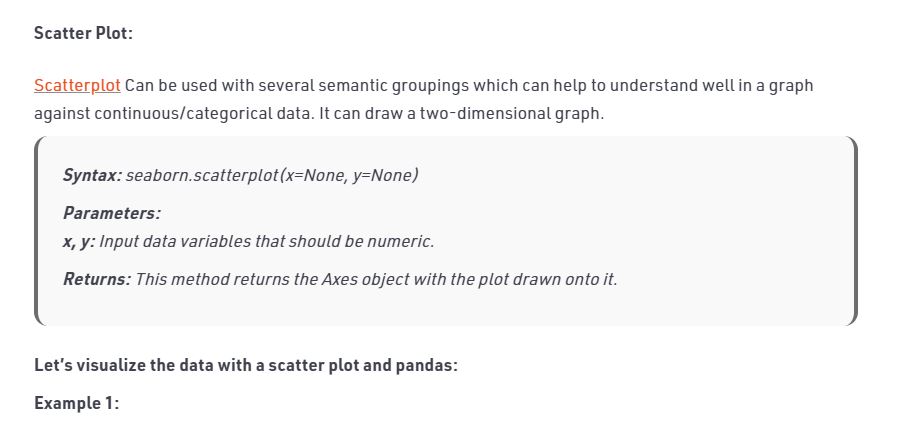 Scatter Plot:
Scatterplot Can be used with several semantic groupings which can help to understand well in a graph
against continuous/categorical data. It can draw a two-dimensional graph.
Syntax: seaborn.scatterplot(x=None, y=None)
Parameters:
x, y: Input data variables that should be numeric.
Returns: This method returns the Axes object with the plot drawn onto it.
Let’s visualize the data with a scatter plot and pandas:
Example 1: